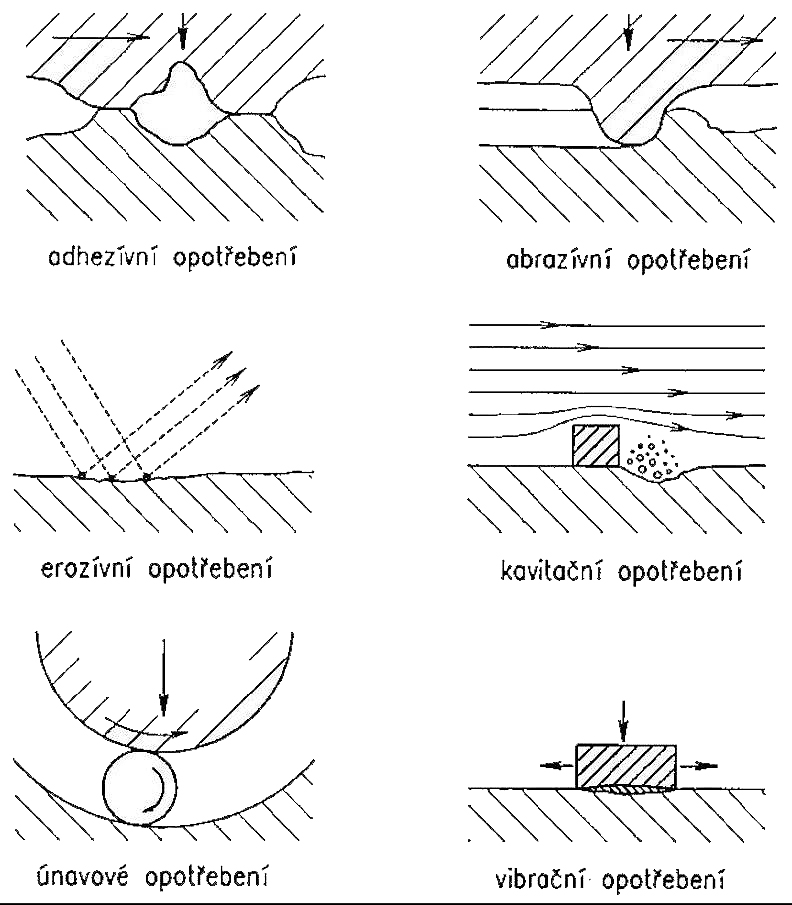 adhezívní opotřebení
abrazívní opotřebení
erozívní opotřebení
kavitační opotřebení
únavové opotřebení
vibrační opotřebení